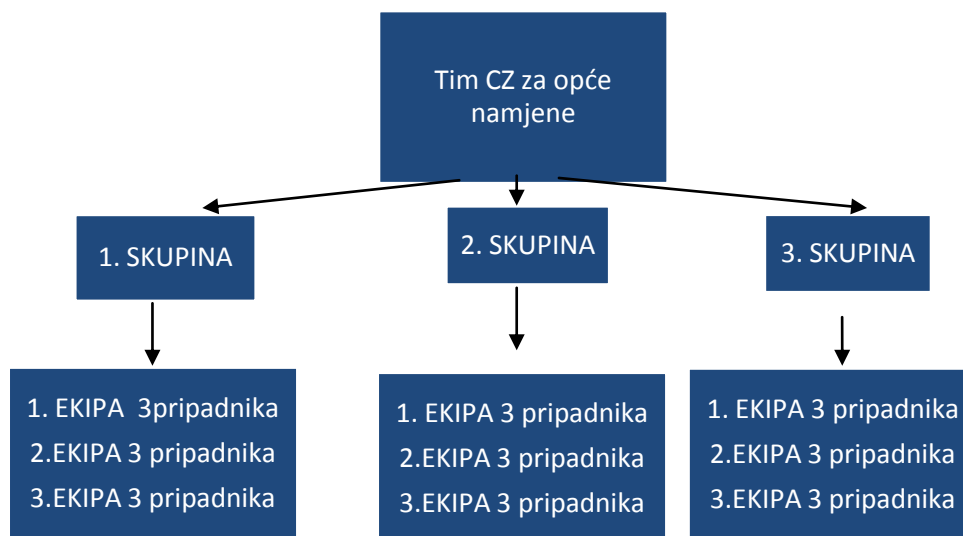 Tim CZ za opće
namjene
1. SKUPINA
2. SKUPINA
3. SKUPINA
1. EKIPA  3pripadnika
2.EKIPA 3 pripadnika
3.EKIPA 3 pripadnika
1. EKIPA 3 pripadnika
2.EKIPA 3 pripadnika
3.EKIPA 3 pripadnika
1. EKIPA 3 pripadnika
2.EKIPA 3 pripadnika
3.EKIPA 3 pripadnika